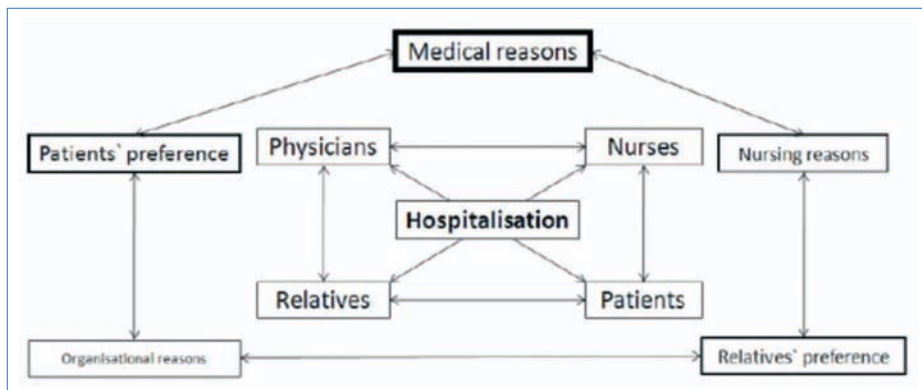 Medical reasons
Patients` preference
Physicians
Nurses
Nursing reasons
Hospitalisation
Relatives
Patients
Organisational reasons
Relatives` preference